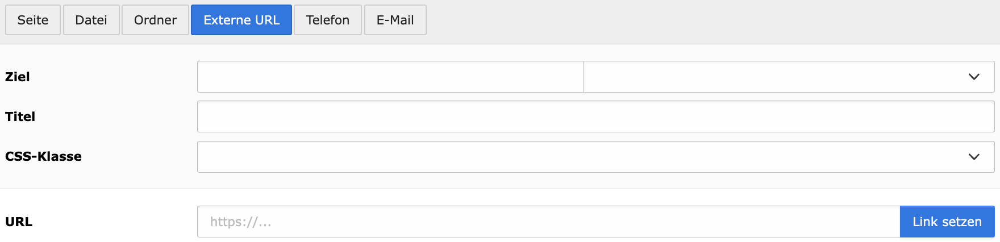 Seite Datei Ordner Externe URL Telefon E-Mail
Ziel
Titel
CSS-Klasse
URL https://... Link setzen